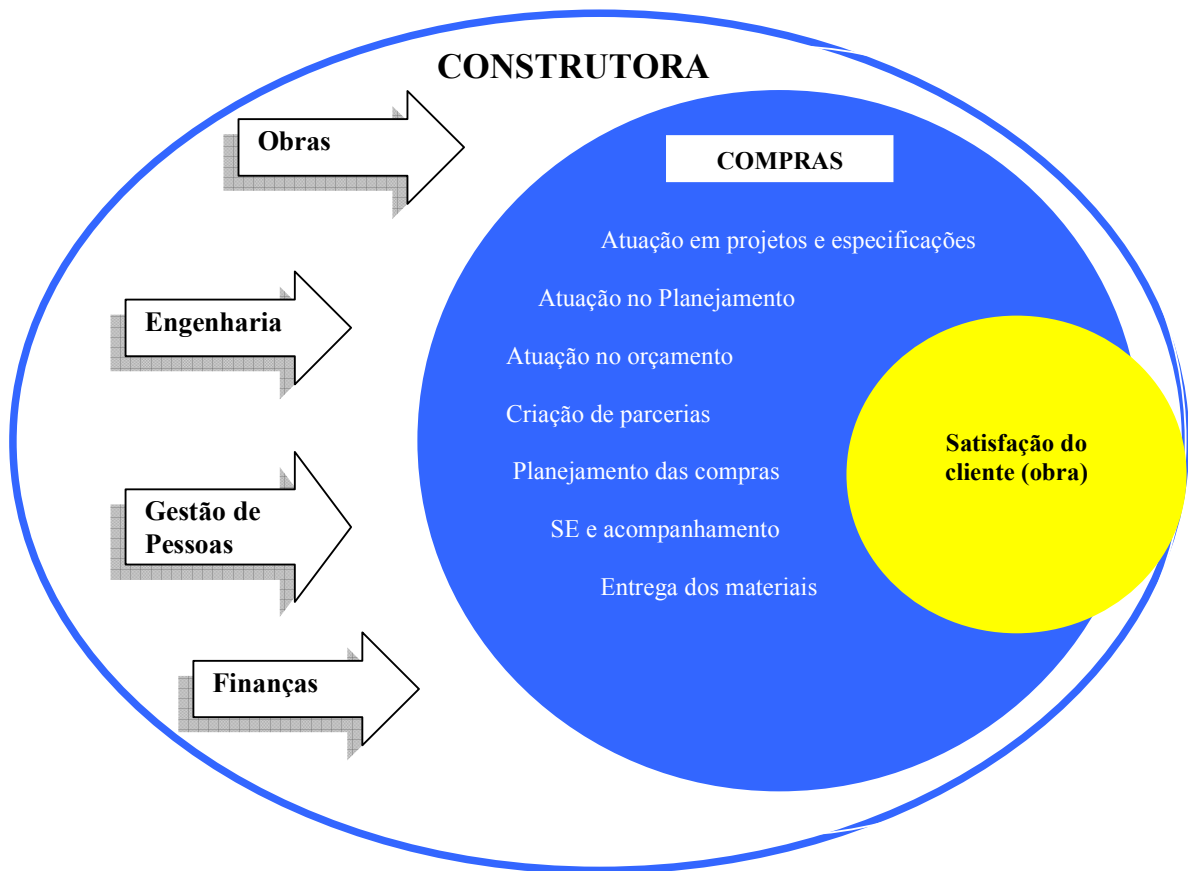 CONSTRUTORA
Obras
Engenharia
Gestão de
Pessoas
Finanças
COMPRAS
Atuação em projetos e especificações
Atuação no Planejamento
Atuação no orçamento
Criação de parcerias
Planejamento das compras
SE e acompanhamento
Entrega dos materiais
Satisfação do
cliente (obra)